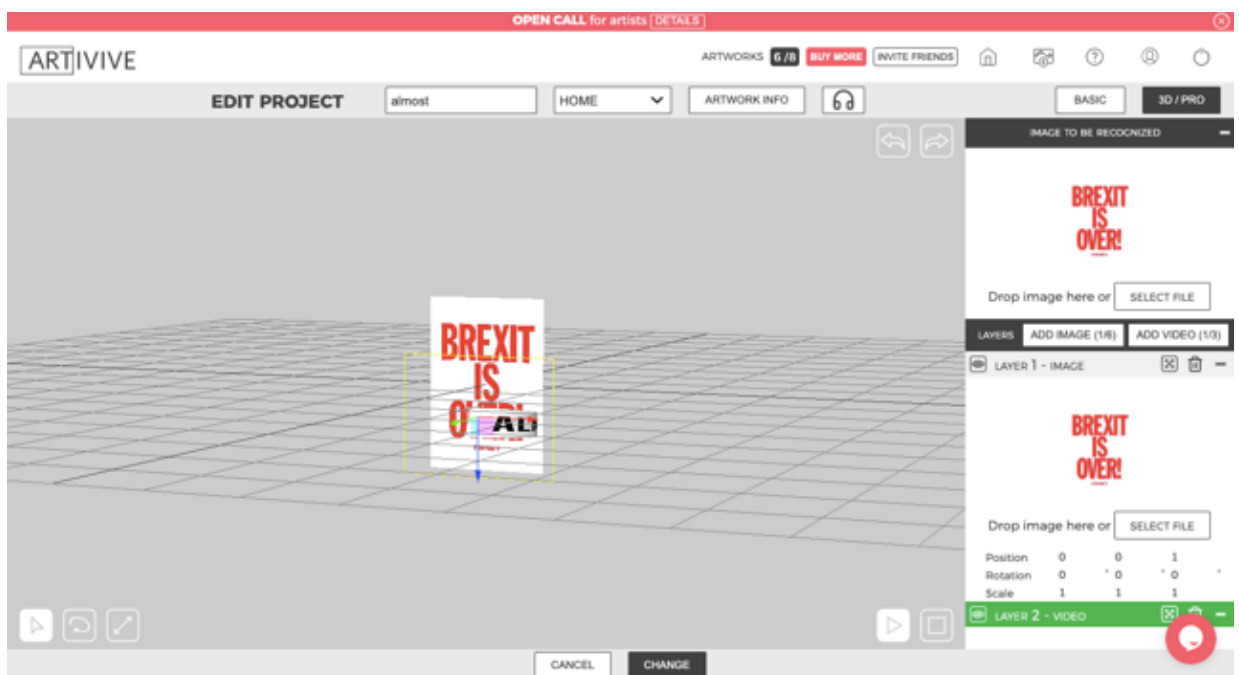 OPEN CALL for artists DETAILS
ARTIVIVE
ARTWORKS 6/8 BUY MORE INVITE FRIENDS
EDIT PROJECT almost HOME ARTWORK INFO BASIC 3D / PRO
IMAGE TO BE RECOGNIZED
BREXIT
IS
OVER!
Drop image here or SELECT FILE
LAYERS ADD IMAGE (1/6) ADD VIDEO (1/3)
LAYER 1 - IMAGE
BREXIT
IS
OVER!
Drop image here or SELECT FILE
Position 0 0 1
Rotation 0 ° 0 ° 0 °
Scale 1 1 1
LAYER 2 - VIDEO
BREXIT
IS
CANCEL CHANGE